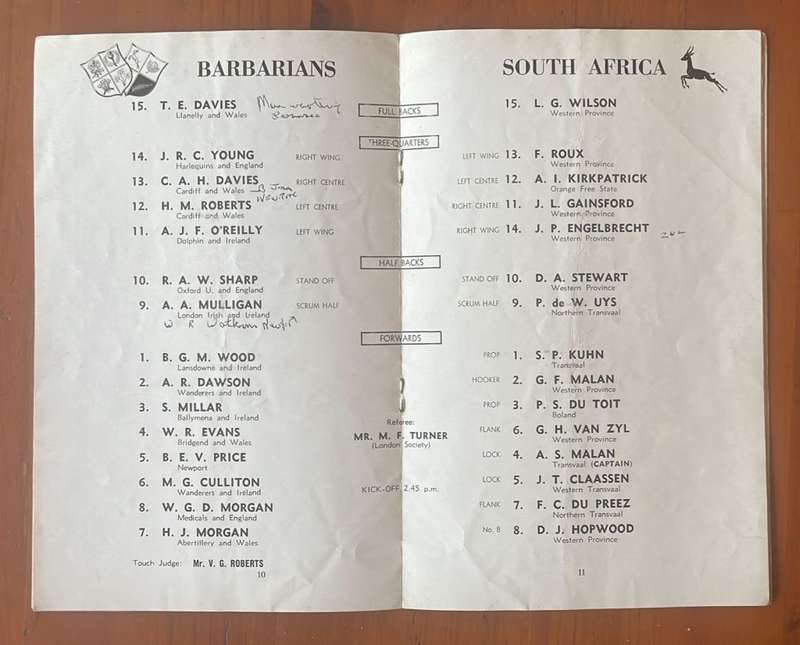 BARBARIANS
15. T. E. DAVIES
Llanelly and Wales
14. J. R. C. YOUNG RIGHT WING
Harlequins and England
13. C. A. H. DAVIES RIGHT CENTRE
Cardiff and Wales
12. H. M. ROBERTS LEFT CENTRE
Cardiff and Wales
11. A. J. F. O'REILLY LEFT WING
Dolphin and Ireland
10. R. A. W. SHARP STAND OFF
Oxford U. and England
9. A. A. MULLIGAN SCRUM HALF
London Irish and Ireland
W R Watkins Newport
1. B. G. M. WOOD
Lansdowne and Ireland
2. A. R. DAWSON
Wanderers and Ireland
3. S. MILLAR
Ballymena and Ireland
4. W. R. EVANS
Bridgend and Wales
5. B. E. V. PRICE
Newport
6. M. G. CULLITON
Wanderers and Ireland
8. W. G. D. MORGAN
Medicals and England
7. H. J. MORGAN
Abertillery and Wales
Touch Judge: Mr. V. G. ROBERTS
10
FULL BACKS
THREE-QUARTERS
HALF BACKS
FORWARDS
Referee:
MR. M. F. TURNER
(London Society)
KICK-OFF 2.45 p.m.
SOUTH AFRICA
15. L. G. WILSON
Western Province
LEFT WING 13. F. ROUX
Western Province
LEFT CENTRE 12. A. I. KIRKPATRICK
Orange Free State
RIGHT CENTRE 11. J. L. GAINSFORD
Western Province
RIGHT WING 14. J. P. ENGELBRECHT
Western Province
STAND OFF 10. D. A. STEWART
Western Province
SCRUM HALF 9. P. de W. UYS
Northern Transvaal
PROP 1. S. P. KUHN
Transvaal
HOOKER 2. G. F. MALAN
Western Province
PROP 3. P. S. DU TOIT
Boland
FLANK 6. G. H. VAN ZYL
Western Province
LOCK 4. A. S. MALAN
Transvaal (CAPTAIN)
LOCK 5. J. T. CLAASSEN
Western Transvaal
FLANK 7. F. C. DU PREEZ
Northern Transvaal
No. 8 8. D. J. HOPWOOD
Western Province
11